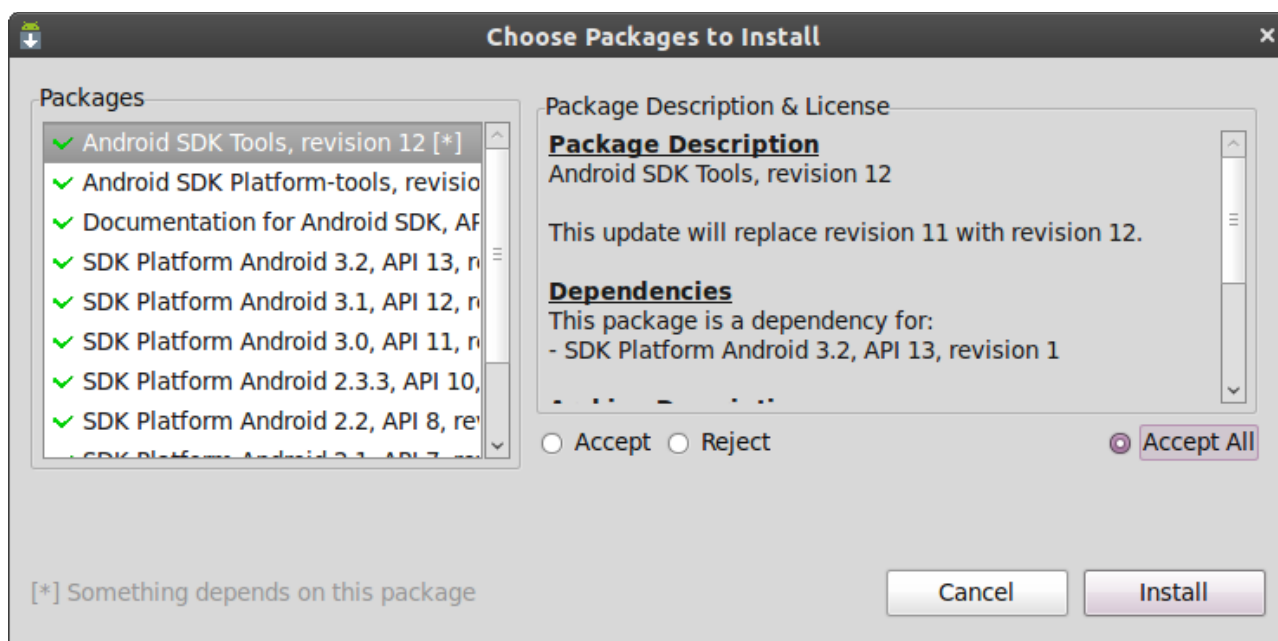 Choose Packages to Install
Packages
Android SDK Tools, revision 12 [*]
Android SDK Platform-tools,
Documentation for Android SDK,
SDK Platform Android 3.2, API 13,
SDK Platform Android 3.1, API 12,
SDK Platform Android 3.0, API 11,
SDK Platform Android 2.3.3, API 10,
SDK Platform Android 2.2, API 8,
Package Description & License
Package Description
Android SDK Tools, revision 12
This update will replace revision 11 with revision 12.
Dependencies
This package is a dependency for:
- SDK Platform Android 3.2, API 13, revision 1
Accept
Reject
Accept All
[*] Something depends on this package
Cancel
Install